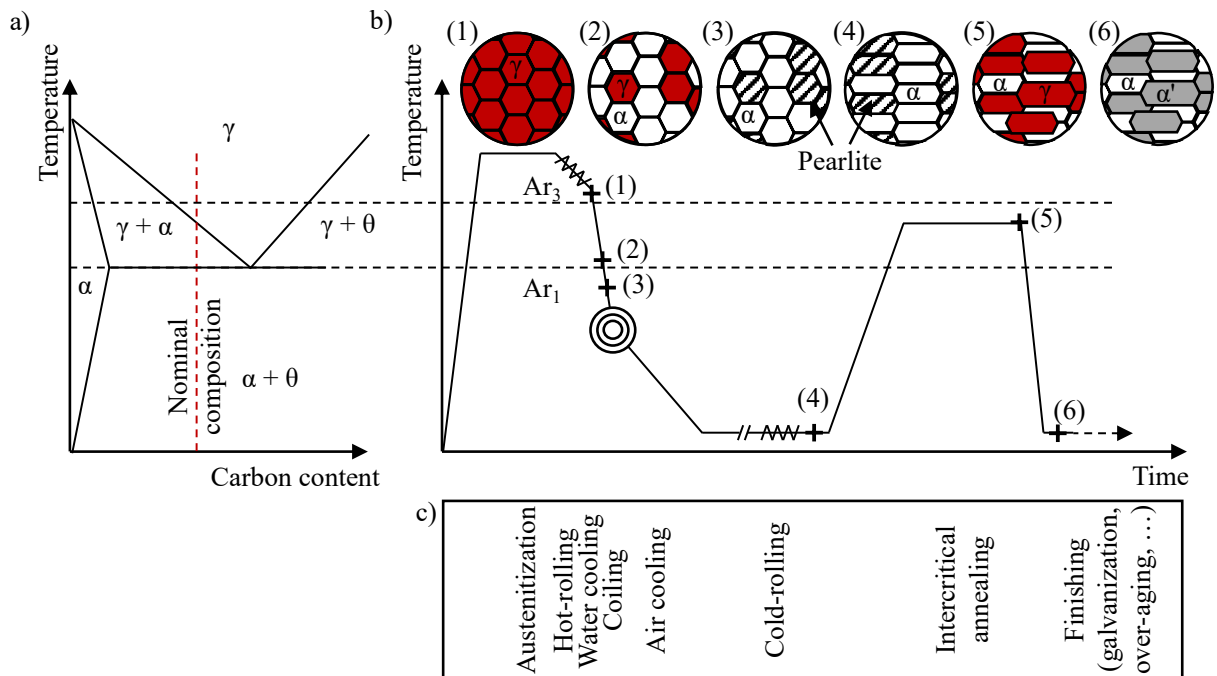 a)
Temperature
γ
γ + α
γ + θ
α
Nominal
composition
α + θ
Carbon content
b)
Temperature
(1)
(2)
(3)
(4)
(5)
(6)
γ
γ
α
α
α
α
γ
α
α'
Pearlite
Ar3
Ar1
(1)
(2)
(3)
(4)
(5)
(6)
Time
c)
Austenitization
Hot-rolling
Water cooling
Coiling
Air cooling
Cold-rolling
Intercritical
annealing
Finishing
(galvanization,
over-aging, …)